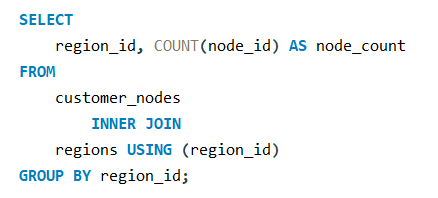 SELECT
region_id, COUNT(node_id) AS node_count
FROM
customer_nodes
INNER JOIN
regions USING (region_id)
GROUP BY region_id;